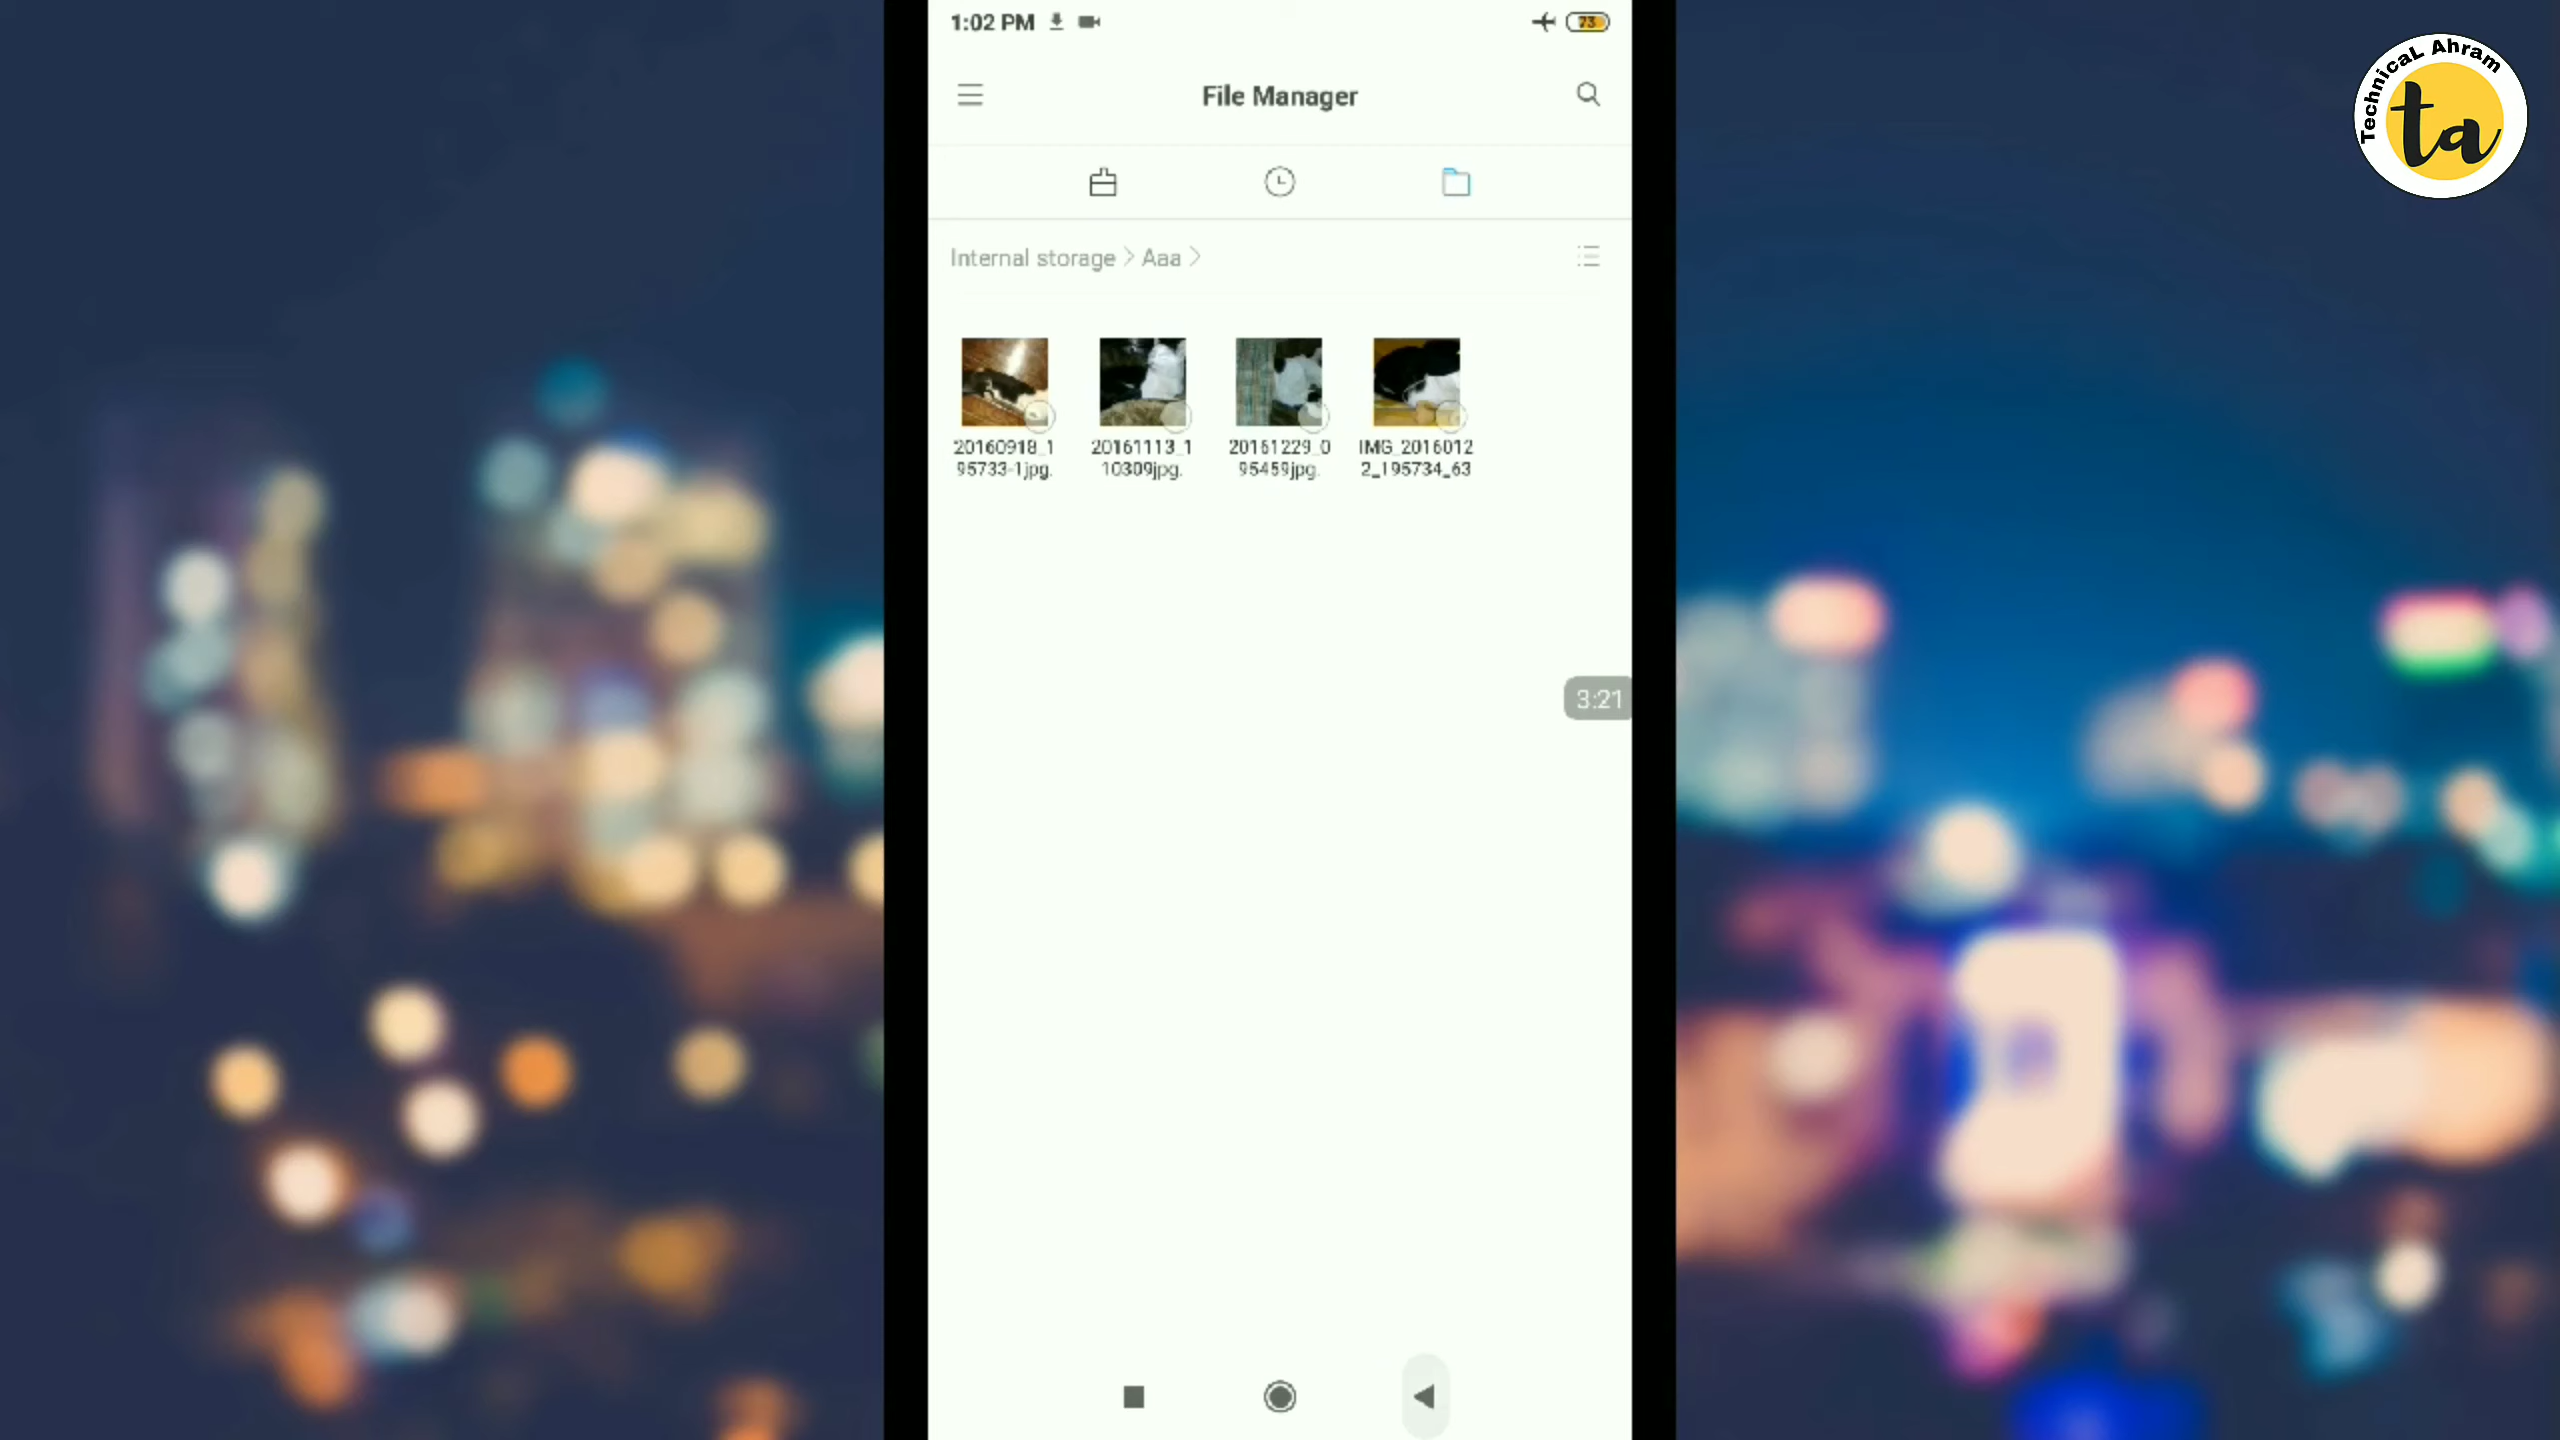 1:02 PM
73
TechnicaL Ahram
ta
File Manager
Internal storage > Aaa >
20160918_1
95733-1jpg.
20161113_1
10309jpg.
20161229_0
95459jpg.
IMG_2016012
2_195734_63
3:21